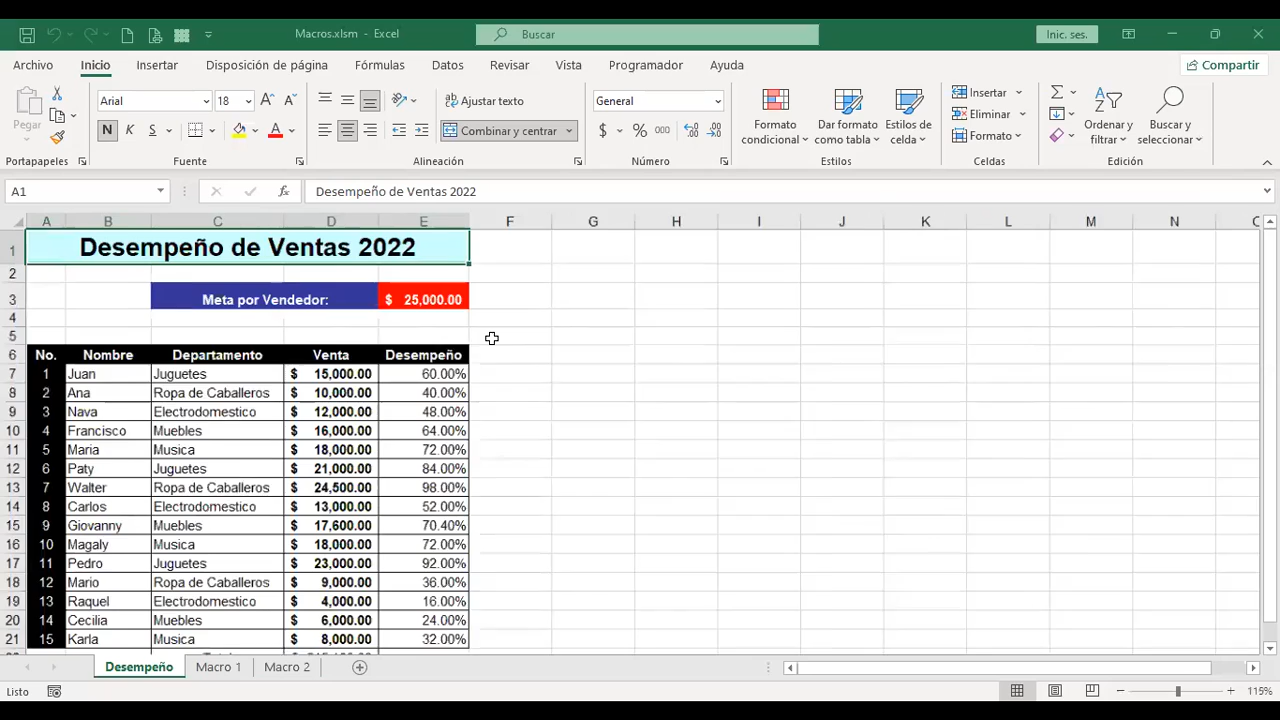 Macros.xlsm - Excel
Buscar
Inic. ses.
Archivo Inicio Insertar Disposición de página Fórmulas Datos Revisar Vista Programador Ayuda Compartir
Pegar
Arial 18 A A
N K S A
Ajustar texto
Combinar y centrar
General
$ % 000
Formato condicional
Dar formato como tabla
Estilos de celda
Insertar
Eliminar
Formato
Ordenar y filtrar
Buscar y seleccionar
Portapapeles Fuente Alineación Número Estilos Celdas Edición
A1 fx Desempeño de Ventas 2022
A B C D E F G H I J K L M N
1 Desempeño de Ventas 2022
2
3 Meta por Vendedor: $ 25,000.00
4
5
6 No. Nombre Departamento Venta Desempeño
7 1 Juan Juguetes $ 15,000.00 60.00%
8 2 Ana Ropa de Caballeros $ 10,000.00 40.00%
9 3 Nava Electrodomestico $ 12,000.00 48.00%
10 4 Francisco Muebles $ 16,000.00 64.00%
11 5 Maria Musica $ 18,000.00 72.00%
12 6 Paty Juguetes $ 21,000.00 84.00%
13 7 Walter Ropa de Caballeros $ 24,500.00 98.00%
14 8 Carlos Electrodomestico $ 13,000.00 52.00%
15 9 Giovanny Muebles $ 17,600.00 70.40%
16 10 Magaly Musica $ 18,000.00 72.00%
17 11 Pedro Juguetes $ 23,000.00 92.00%
18 12 Mario Ropa de Caballeros $ 9,000.00 36.00%
19 13 Raquel Electrodomestico $ 4,000.00 16.00%
20 14 Cecilia Muebles $ 6,000.00 24.00%
21 15 Karla Musica $ 8,000.00 32.00%
Desempeño Macro 1 Macro 2
Listo 115%